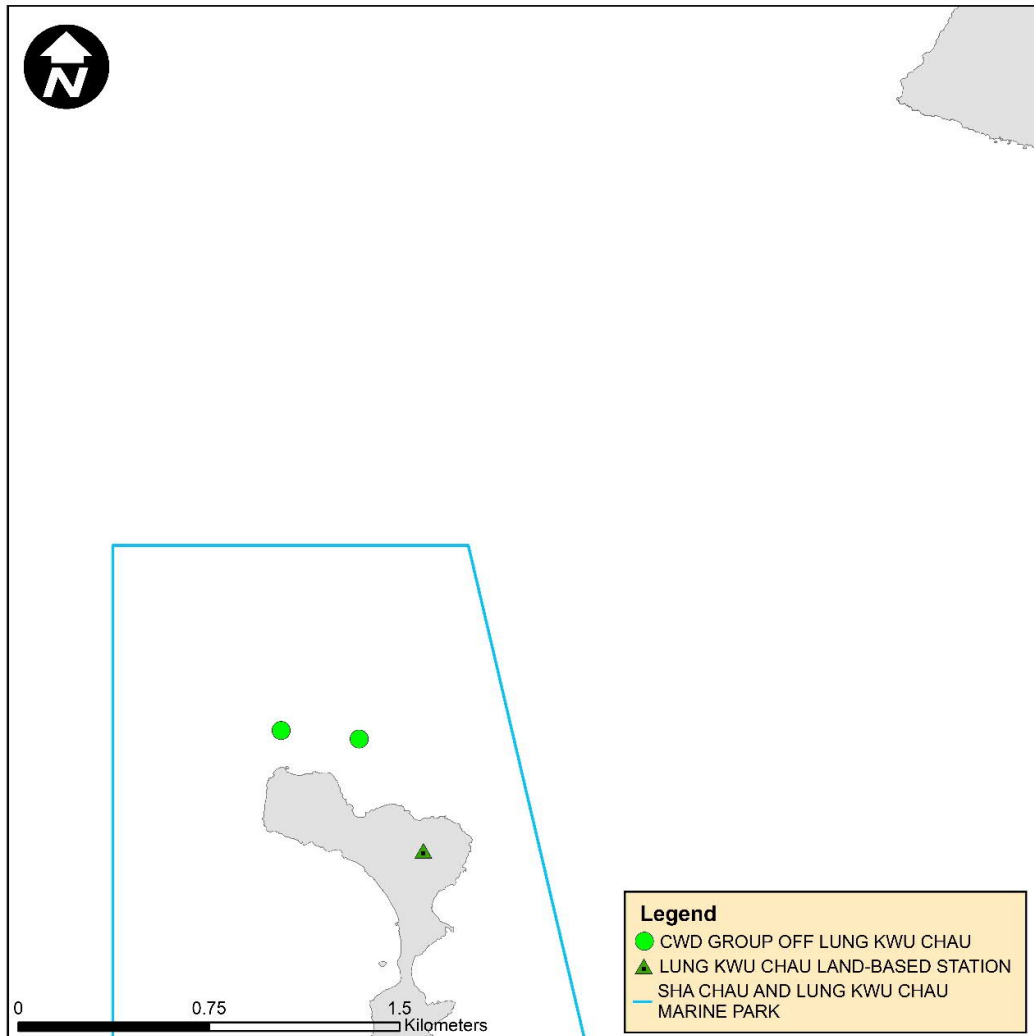 N
Legend
CWD GROUP OFF LUNG KWU CHAU
LUNG KWU CHAU LAND-BASED STATION
SHA CHAU AND LUNG KWU CHAU
MARINE PARK
0 0.75 1.5
Kilometers